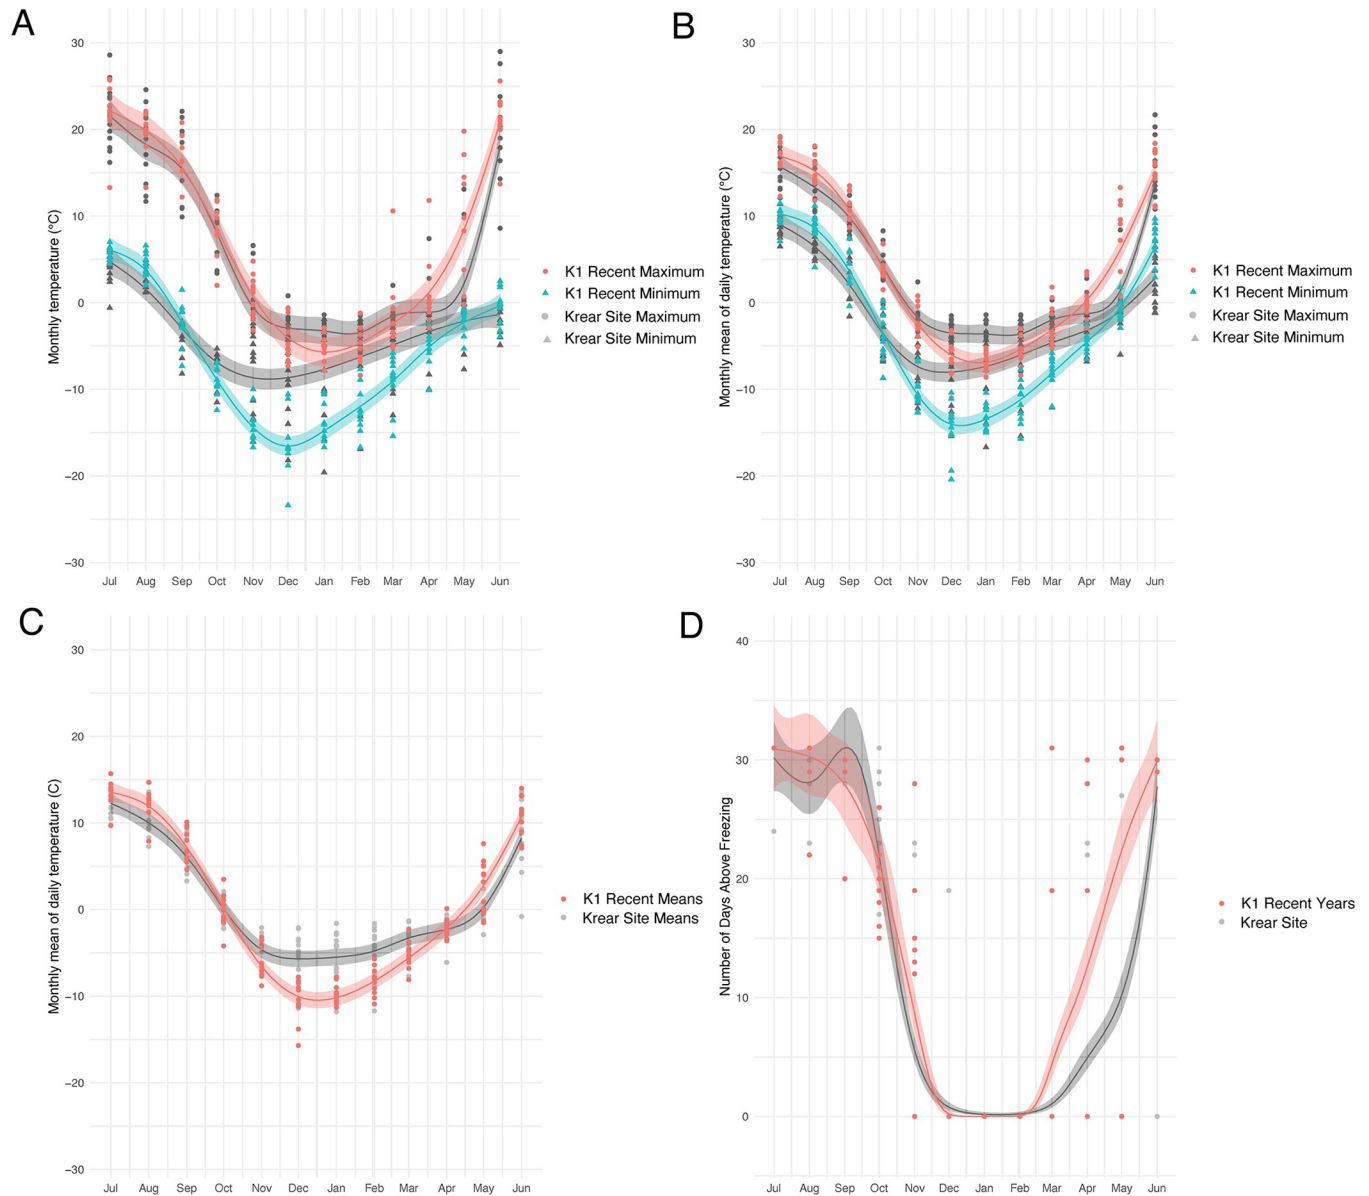 A
Monthly temperature (°C)
30
20
10
0
−10
−20
−30
Jul Aug Sep Oct Nov Dec Jan Feb Mar Apr May Jun
K1 Recent Maximum
K1 Recent Minimum
Krear Site Maximum
Krear Site Minimum
B
Monthly mean of daily temperature (°C)
30
20
10
0
−10
−20
−30
Jul Aug Sep Oct Nov Dec Jan Feb Mar Apr May Jun
K1 Recent Maximum
K1 Recent Minimum
Krear Site Maximum
Krear Site Minimum
C
Monthly mean of daily temperature (C)
30
20
10
0
−10
−20
−30
Jul Aug Sep Oct Nov Dec Jan Feb Mar Apr May Jun
K1 Recent Means
Krear Site Means
D
Number of Days Above Freezing
40
30
20
10
0
Jul Aug Sep Oct Nov Dec Jan Feb Mar Apr May Jun
K1 Recent Years
Krear Site